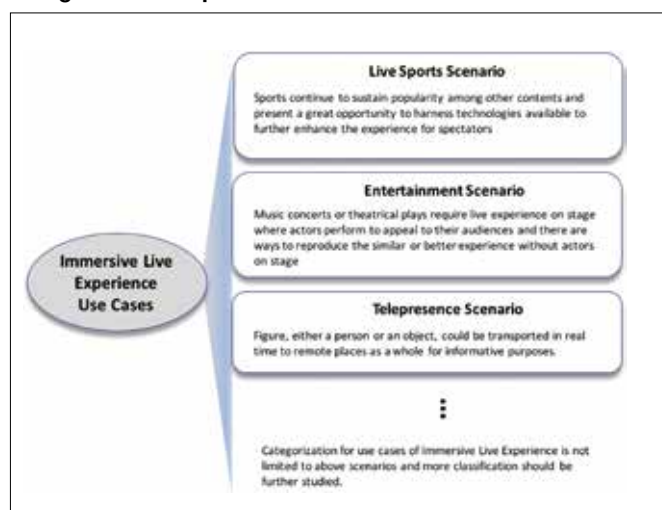 Live Sports Scenario
Sports continue to sustain popularity among other contents and
present a great opportunity to harness technologies available to
further enhance the experience for spectators
Entertainment Scenario
Music concerts or theatrical plays require live experience on stage
where actors perform to appeal to their audiences and there are
ways to reproduce the similar or better experience without actors
on stage
Immersive Live
Experience
Use Cases
Telepresence Scenario
Figure, either a person or an object, could be transported in real
time to remote places as a whole for informative purposes.
Categorization for use cases of Immersive Live Experience is not
limited to above scenarios and more classification should be
further studied.